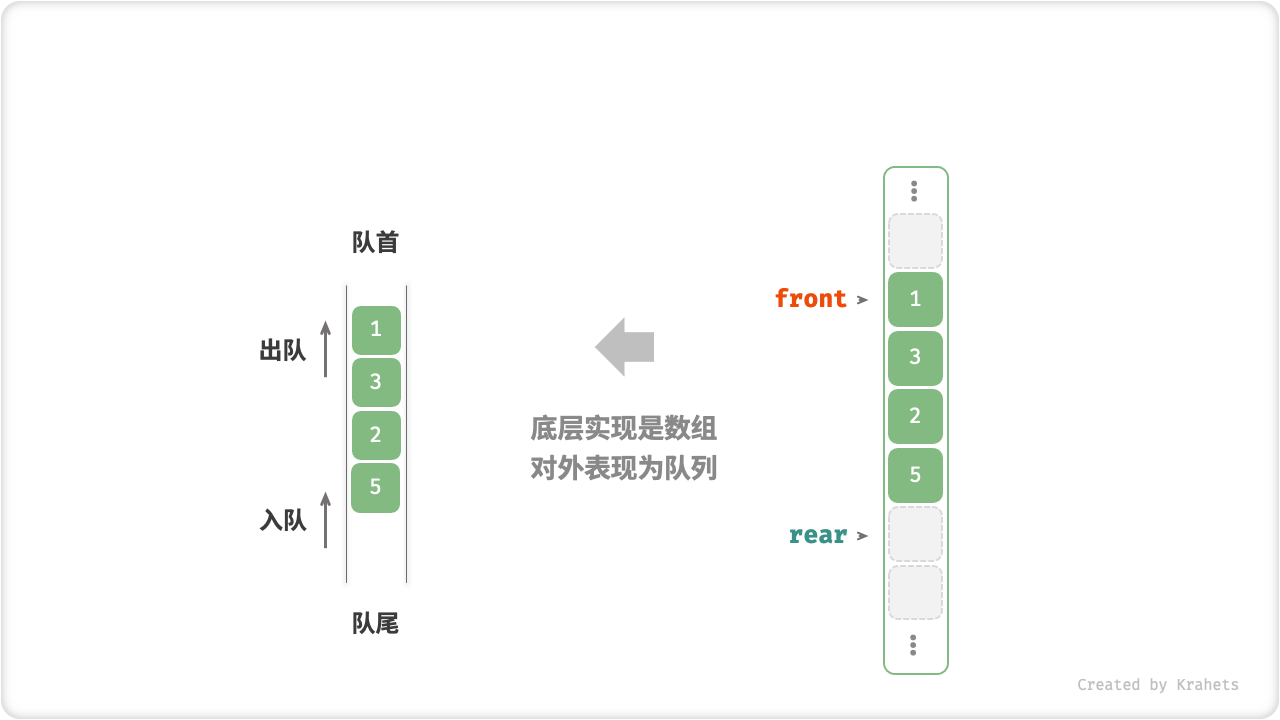 队首
出队
1
3
2
5
入队
队尾
底层实现是数组
对外表现为队列
front
1
3
2
5
rear
Created by Krahets